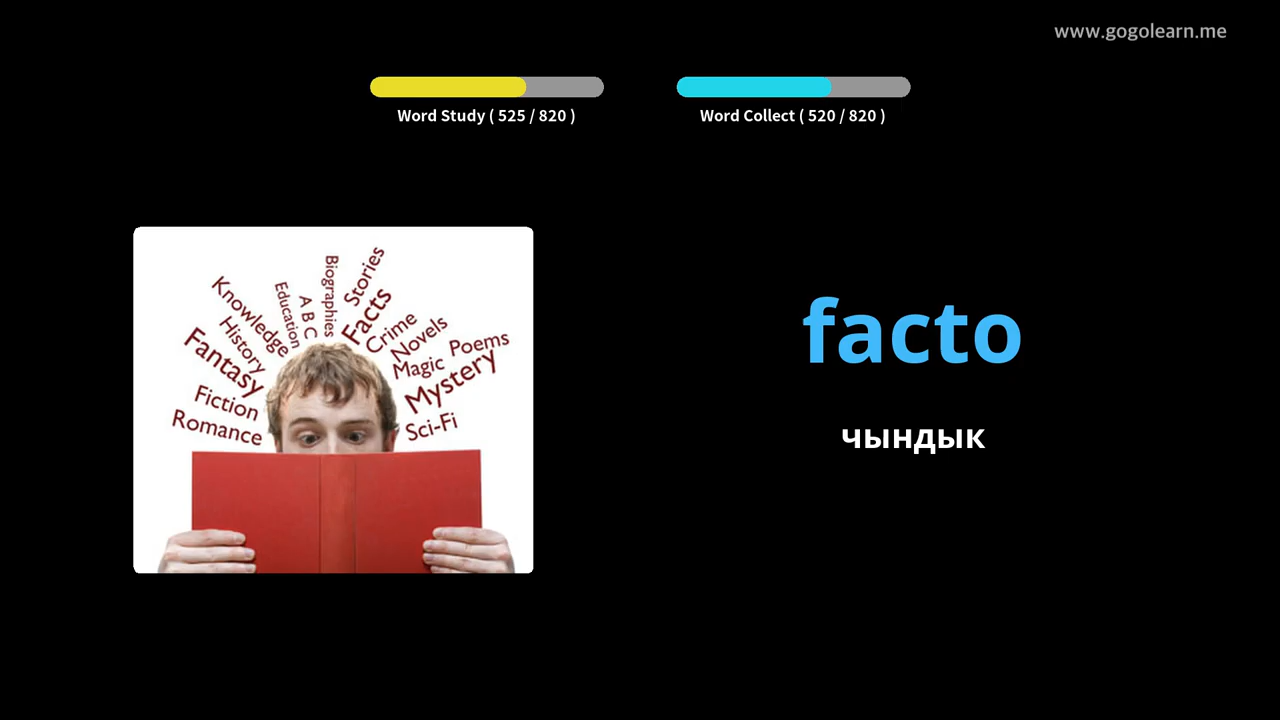 www.gogolearn.me
Word Study ( 525 / 820 )
Word Collect ( 520 / 820 )
Knowledge
Education
A B C
Biographies
Stories
Facts
History
Crime
Novels
Poems
Fantasy
Magic
Mystery
Fiction
Romance
Sci-Fi
facto
чындык